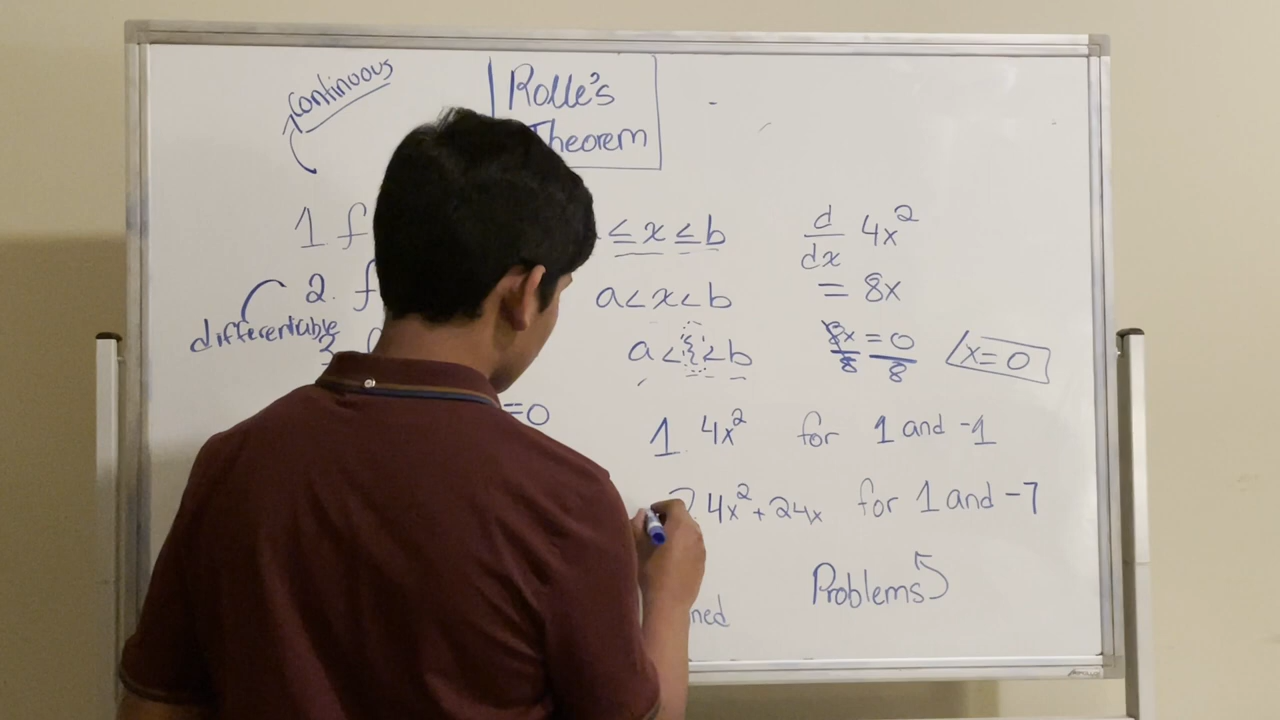 continuous
Rolle's
Theorem
1 f
≤ x ≤ b
2. f
a<x<b
differentiable
3
a<ξ<b
=0
d/dx 4x²
= 8x
8x/8 = 0/8
x=0
1 4x² for 1 and -1
2 4x²+24x for 1 and -7
Problems